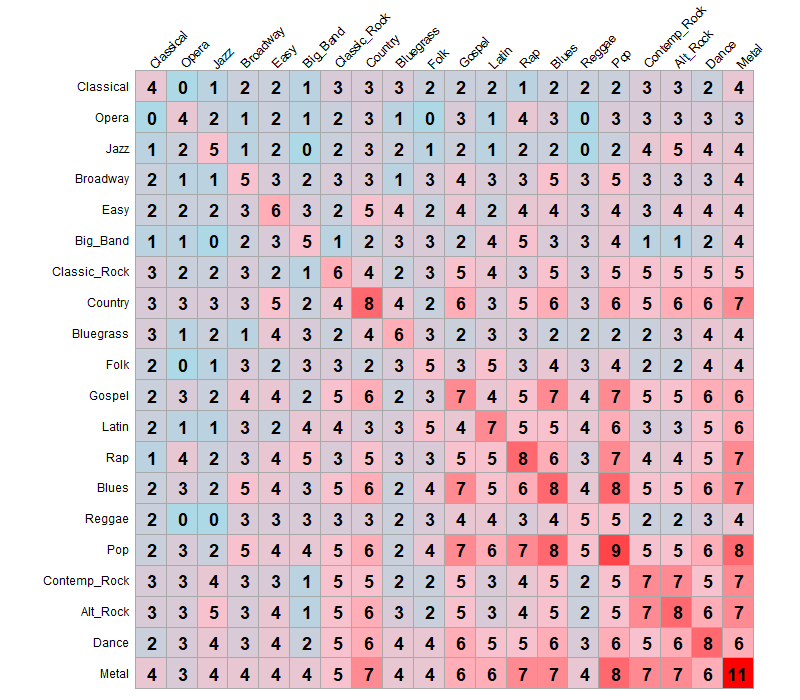 Classical Opera Jazz Broadway Easy Big_Band Classic_Rock Country Bluegrass Folk Gospel Latin Rap Blues Reggae Pop Contemp_Rock Alt_Rock Dance Metal
Classical 4 0 1 2 2 1 3 3 3 2 2 2 1 2 2 2 3 3 2 4
Opera 0 4 2 1 2 1 2 3 1 0 3 1 4 3 0 3 3 3 3 3
Jazz 1 2 5 1 2 0 2 3 2 1 2 1 2 2 0 2 4 5 4 4
Broadway 2 1 1 5 3 2 3 3 1 3 4 3 3 5 3 5 3 3 3 4
Easy 2 2 2 3 6 3 2 5 4 2 4 2 4 4 3 4 3 4 4 4
Big_Band 1 1 0 2 3 5 1 2 3 3 2 4 5 3 3 4 1 1 2 4
Classic_Rock 3 2 2 3 2 1 6 4 2 3 5 4 3 5 3 5 5 5 5 5
Country 3 3 3 3 5 2 4 8 4 2 6 3 5 6 3 6 5 6 6 7
Bluegrass 3 1 2 1 4 3 2 4 6 3 2 3 3 2 2 2 2 3 4 4
Folk 2 0 1 3 2 3 3 2 3 5 3 5 3 4 3 4 2 2 4 4
Gospel 2 3 2 4 4 2 5 6 2 3 7 4 5 7 4 7 5 5 6 6
Latin 2 1 1 3 2 4 4 3 3 5 4 7 5 5 4 6 3 3 5 6
Rap 1 4 2 3 4 5 3 5 3 3 5 5 8 6 3 7 4 4 5 7
Blues 2 3 2 5 4 3 5 6 2 4 7 5 6 8 4 8 5 5 6 7
Reggae 2 0 0 3 3 3 3 3 2 3 4 4 3 4 5 5 2 2 3 4
Pop 2 3 2 5 4 4 5 6 2 4 7 6 7 8 5 9 5 5 6 8
Contemp_Rock 3 3 4 3 3 1 5 5 2 2 5 3 4 5 2 5 7 7 5 7
Alt_Rock 3 3 5 3 4 1 5 6 3 2 5 3 4 5 2 5 7 8 6 7
Dance 2 3 4 3 4 2 5 6 4 4 6 5 5 6 3 6 5 6 8 6
Metal 4 3 4 4 4 4 5 7 4 4 6 6 7 7 4 8 7 7 6 11